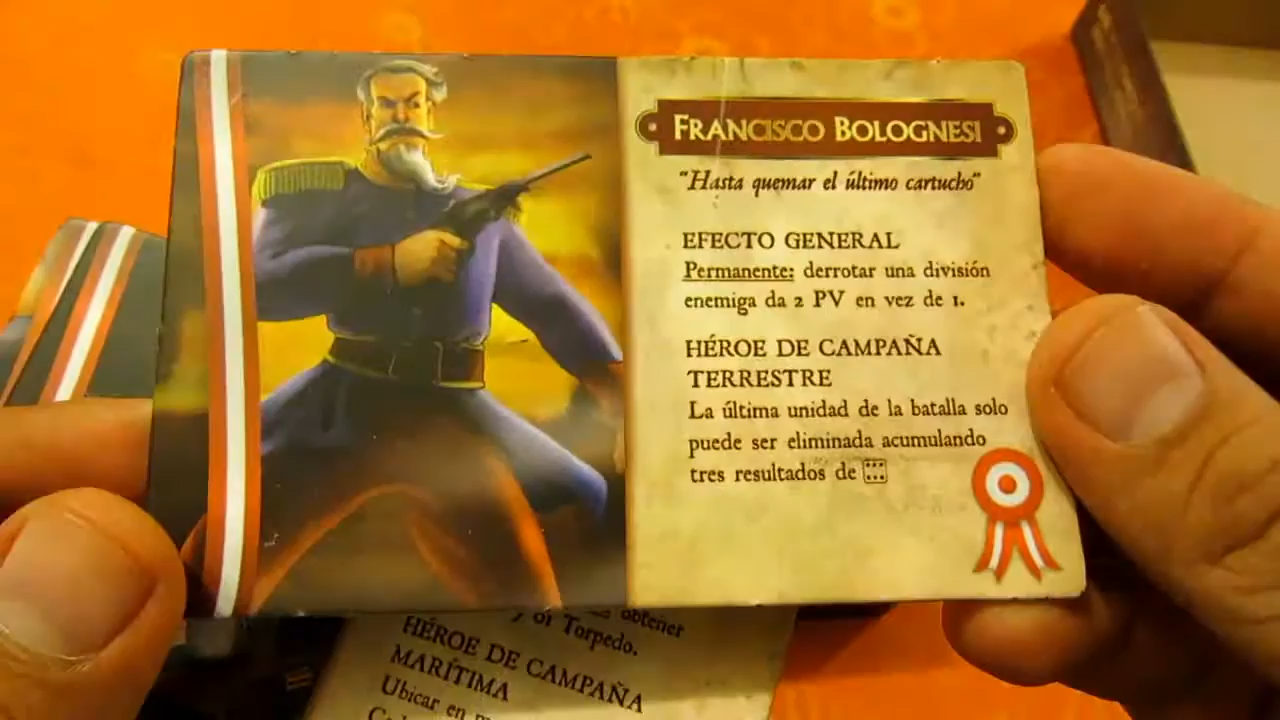 FRANCISCO BOLOGNESI
"Hasta quemar el último cartucho"
EFECTO GENERAL
Permanente: derrotar una división
enemiga da 2 PV en vez de 1.
HÉROE DE CAMPAÑA
TERRESTRE
La última unidad de la batalla solo
puede ser eliminada acumulando
tres resultados de
obtener
Torpedo.
HÉROE DE CAMPAÑA
MARÍTIMA
Ubicar en